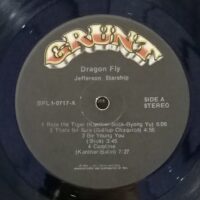 GRUNT
Dragon Fly
Jefferson Starship
BFL1-0717-A
SIDE A
STEREO
1 Ride the Tiger (Kantner-Slick-Byong Yu) 5:06
2 That's for Sure (Gallup-Chaquico) 4:55
3 Be Young You
(Slick) 3:45
4 Caroline
(Kantner-Balin) 7:27